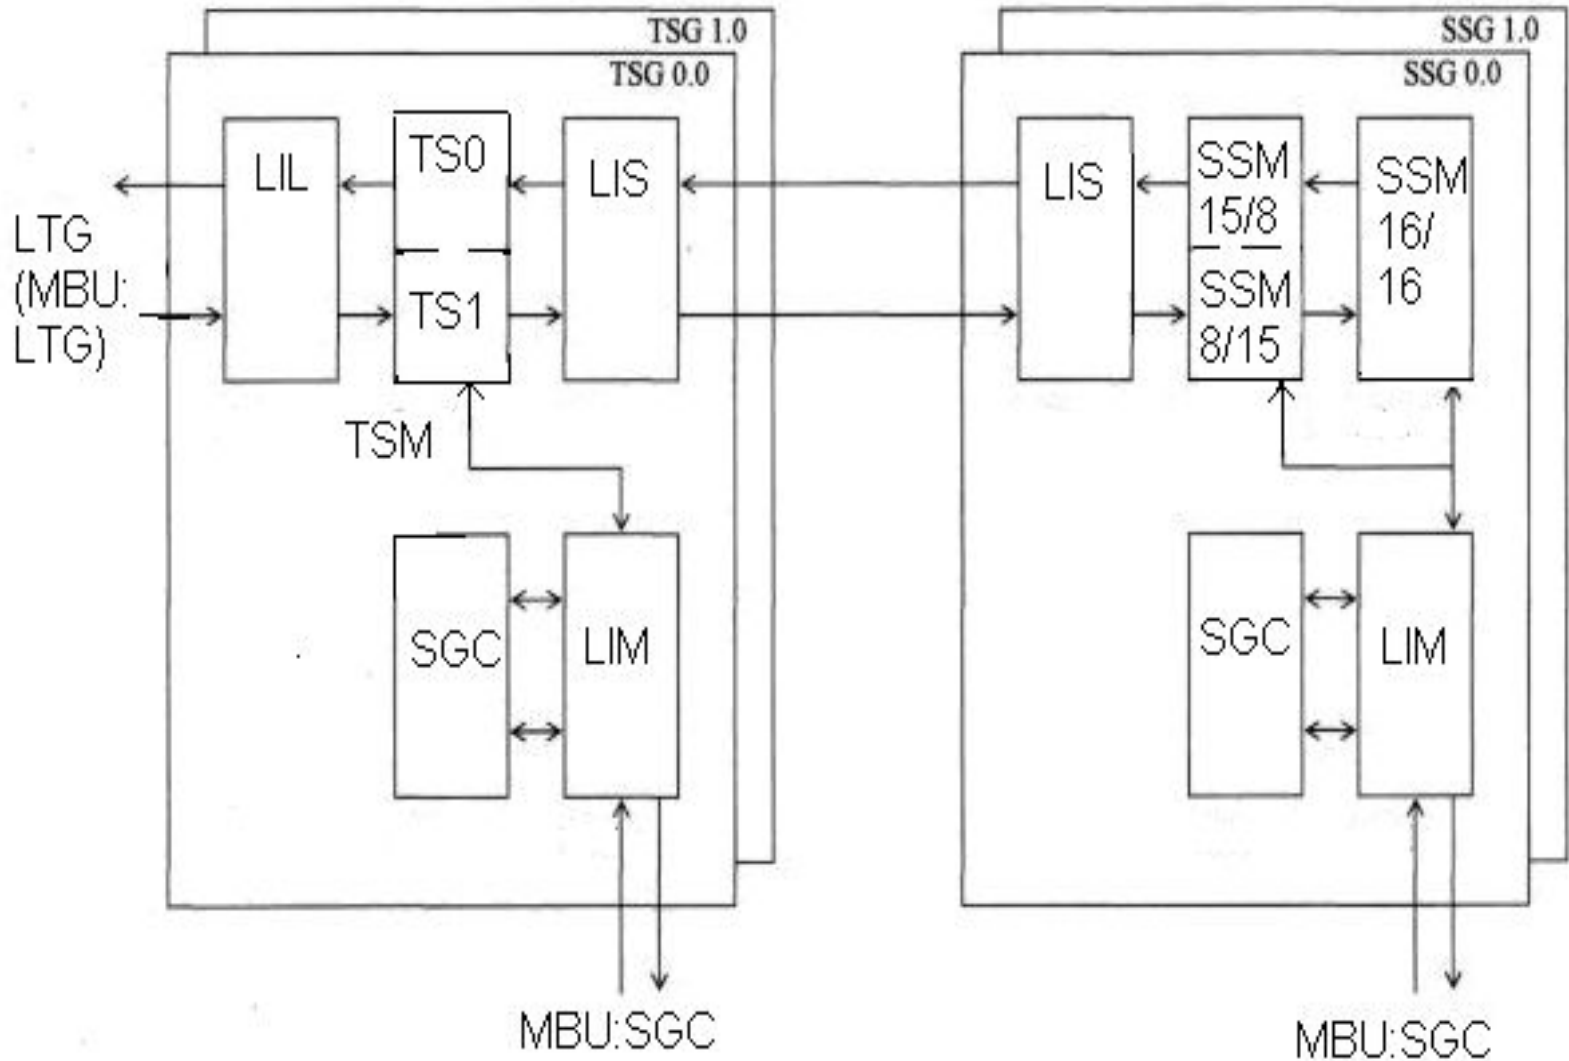 TSG 1.0
TSG 0.0
SSG 1.0
SSG 0.0
LIL
TS0
TS1
LIS
LIS
SSM
15/8
SSM
8/15
SSM
16/
16
LTG
(MBU:
LTG)
TSM
SGC
LIM
SGC
LIM
MBU:SGC
MBU:SGC